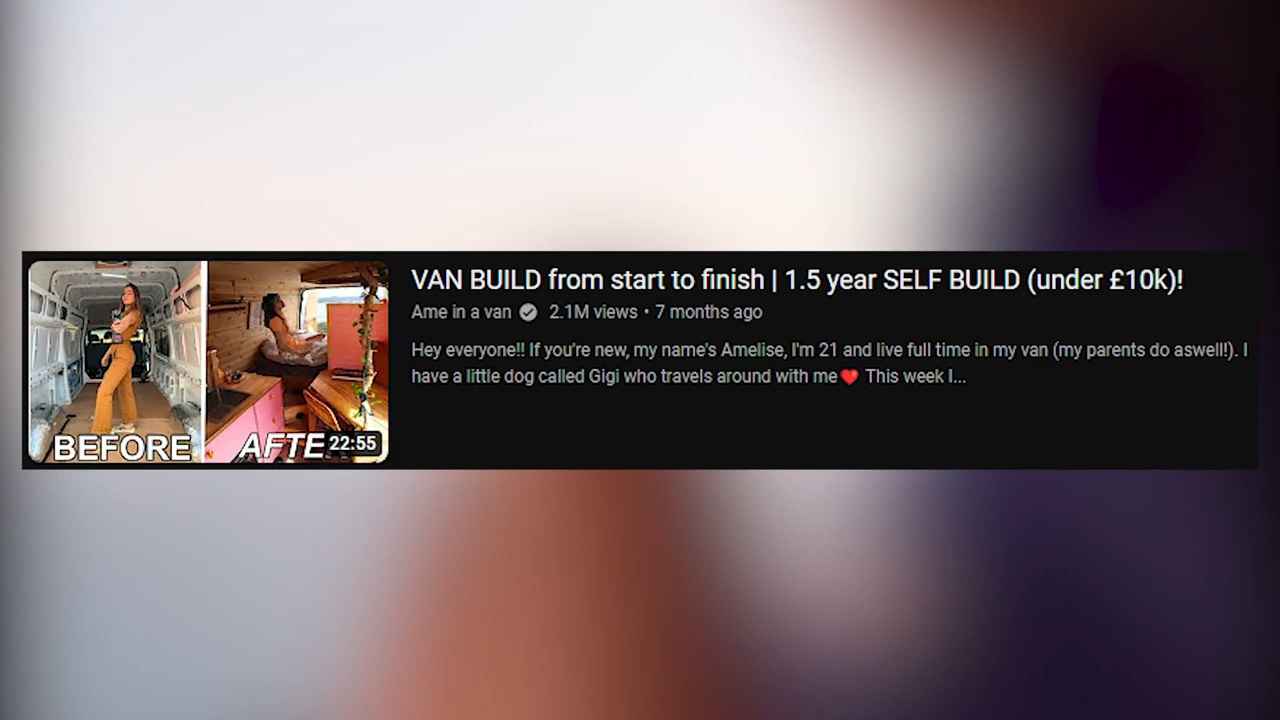 VAN BUILD from start to finish | 1.5 year SELF BUILD (under £10k)!
Ame in a van 2.1M views • 7 months ago
Hey everyone!! If you're new, my name's Amelise, I'm 21 and live full time in my van (my parents do aswell!). I
have a little dog called Gigi who travels around with me❤️ This week I...
BEFORE
AFTE
22:55